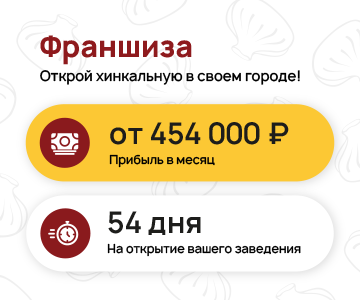 Франшиза
Открой хинкальную в своем городе!
от 454 000 ₽
Прибыль в месяц
54 дня
На открытие вашего заведения